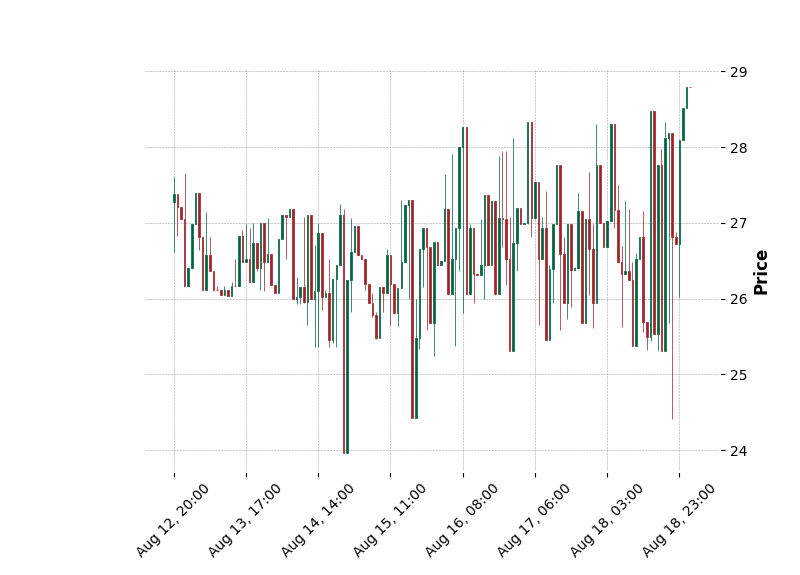 29
28
27
26
25
24
Price
Aug 12, 20:00
Aug 13, 17:00
Aug 14, 14:00
Aug 15, 11:00
Aug 16, 08:00
Aug 17, 06:00
Aug 18, 03:00
Aug 18, 23:00